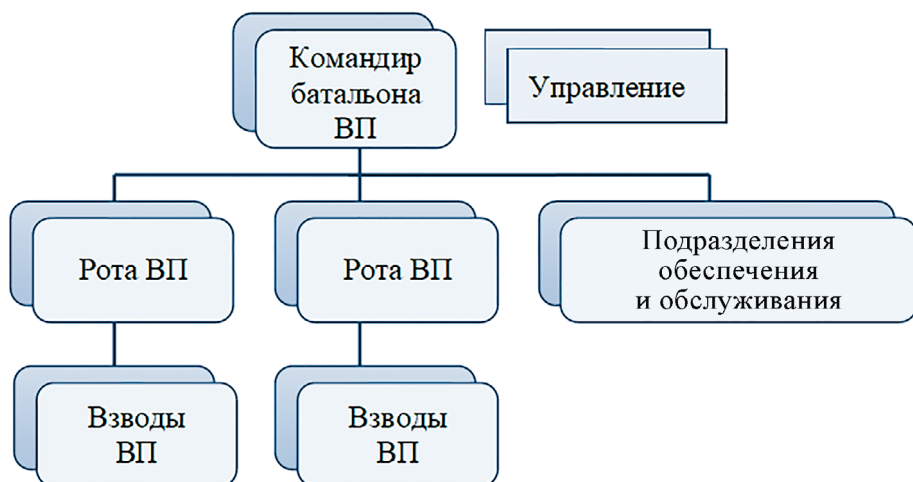 Командир
батальона
ВП
Управление
Рота ВП
Рота ВП
Подразделения
обеспечения
и обслуживания
Взводы
ВП
Взводы
ВП